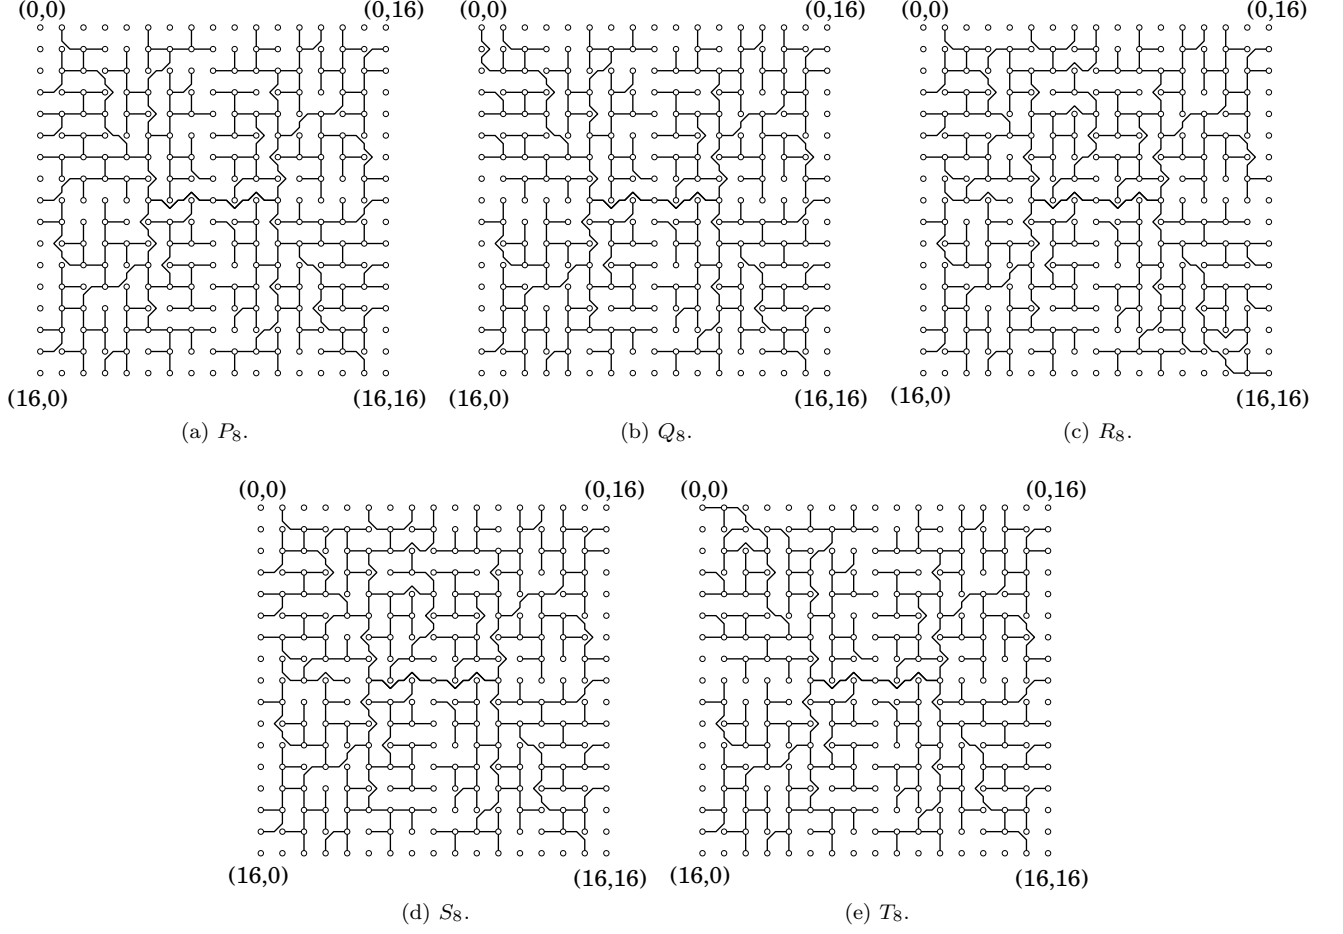 (0,0) (0,16) (0,0) (0,16) (0,0) (0,16)
(16,0) (16,16) (16,0) (16,16) (16,0) (16,16)
(a) P₈. (b) Q₈. (c) R₈.
(0,0) (0,16) (0,0) (0,16)
(16,0) (16,16) (16,0) (16,16)
(d) S₈. (e) T₈.